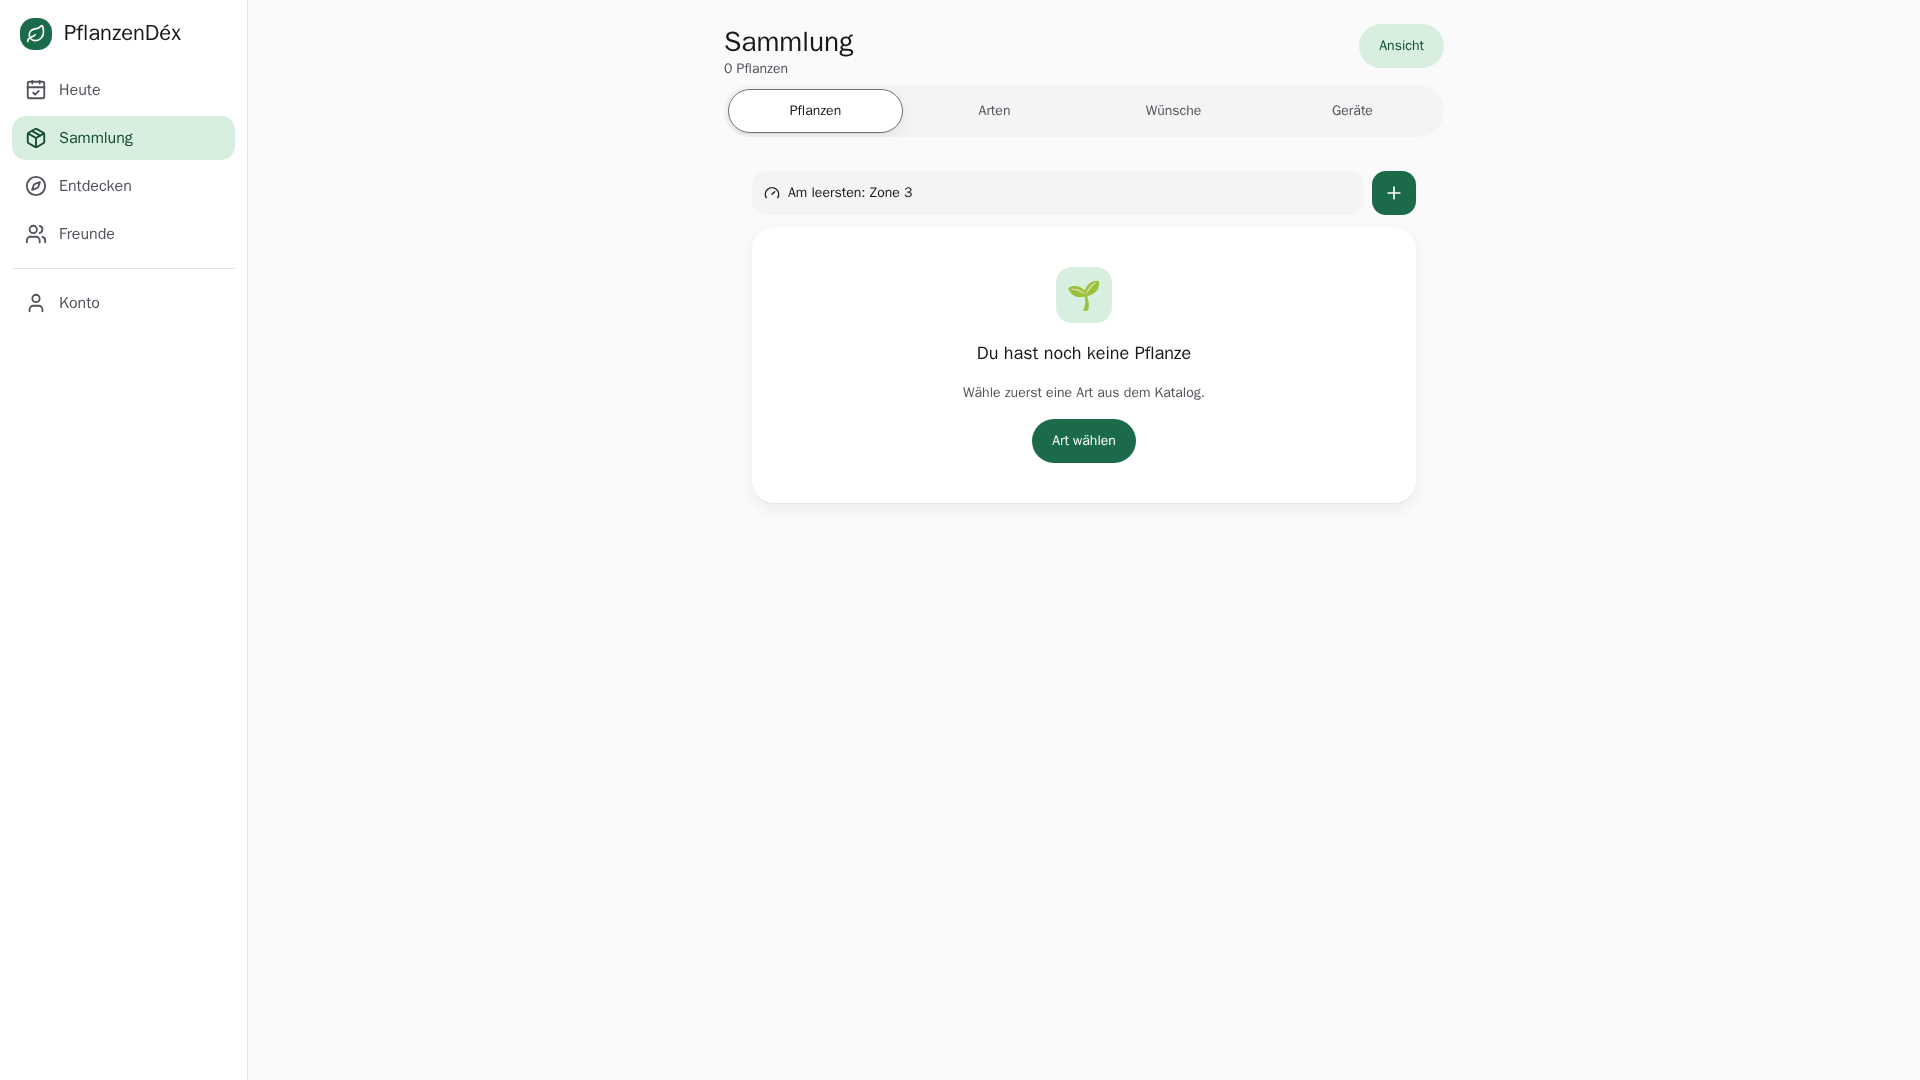 PflanzenDéx
Heute
Sammlung
Entdecken
Freunde
Konto
Sammlung
0 Pflanzen
Ansicht
Pflanzen
Arten
Wünsche
Geräte
Am leersten: Zone 3
Du hast noch keine Pflanze
Wähle zuerst eine Art aus dem Katalog.
Art wählen